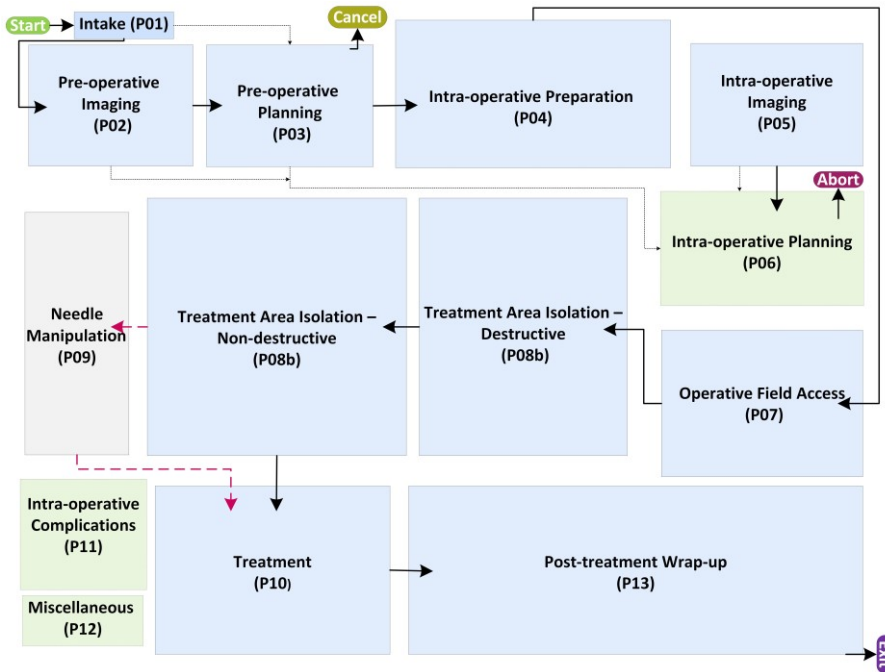 Start
Intake (P01)
Cancel
Pre-operative
Imaging
(P02)
Pre-operative
Planning
(P03)
Intra-operative Preparation
(P04)
Intra-operative
Imaging
(P05)
Abort
Intra-operative Planning
(P06)
Needle
Manipulation
(P09)
Treatment Area Isolation –
Non-destructive
(P08b)
Treatment Area Isolation –
Destructive
(P08b)
Operative Field Access
(P07)
Intra-operative
Complications
(P11)
Treatment
(P10)
Post-treatment Wrap-up
(P13)
Miscellaneous
(P12)
Exit